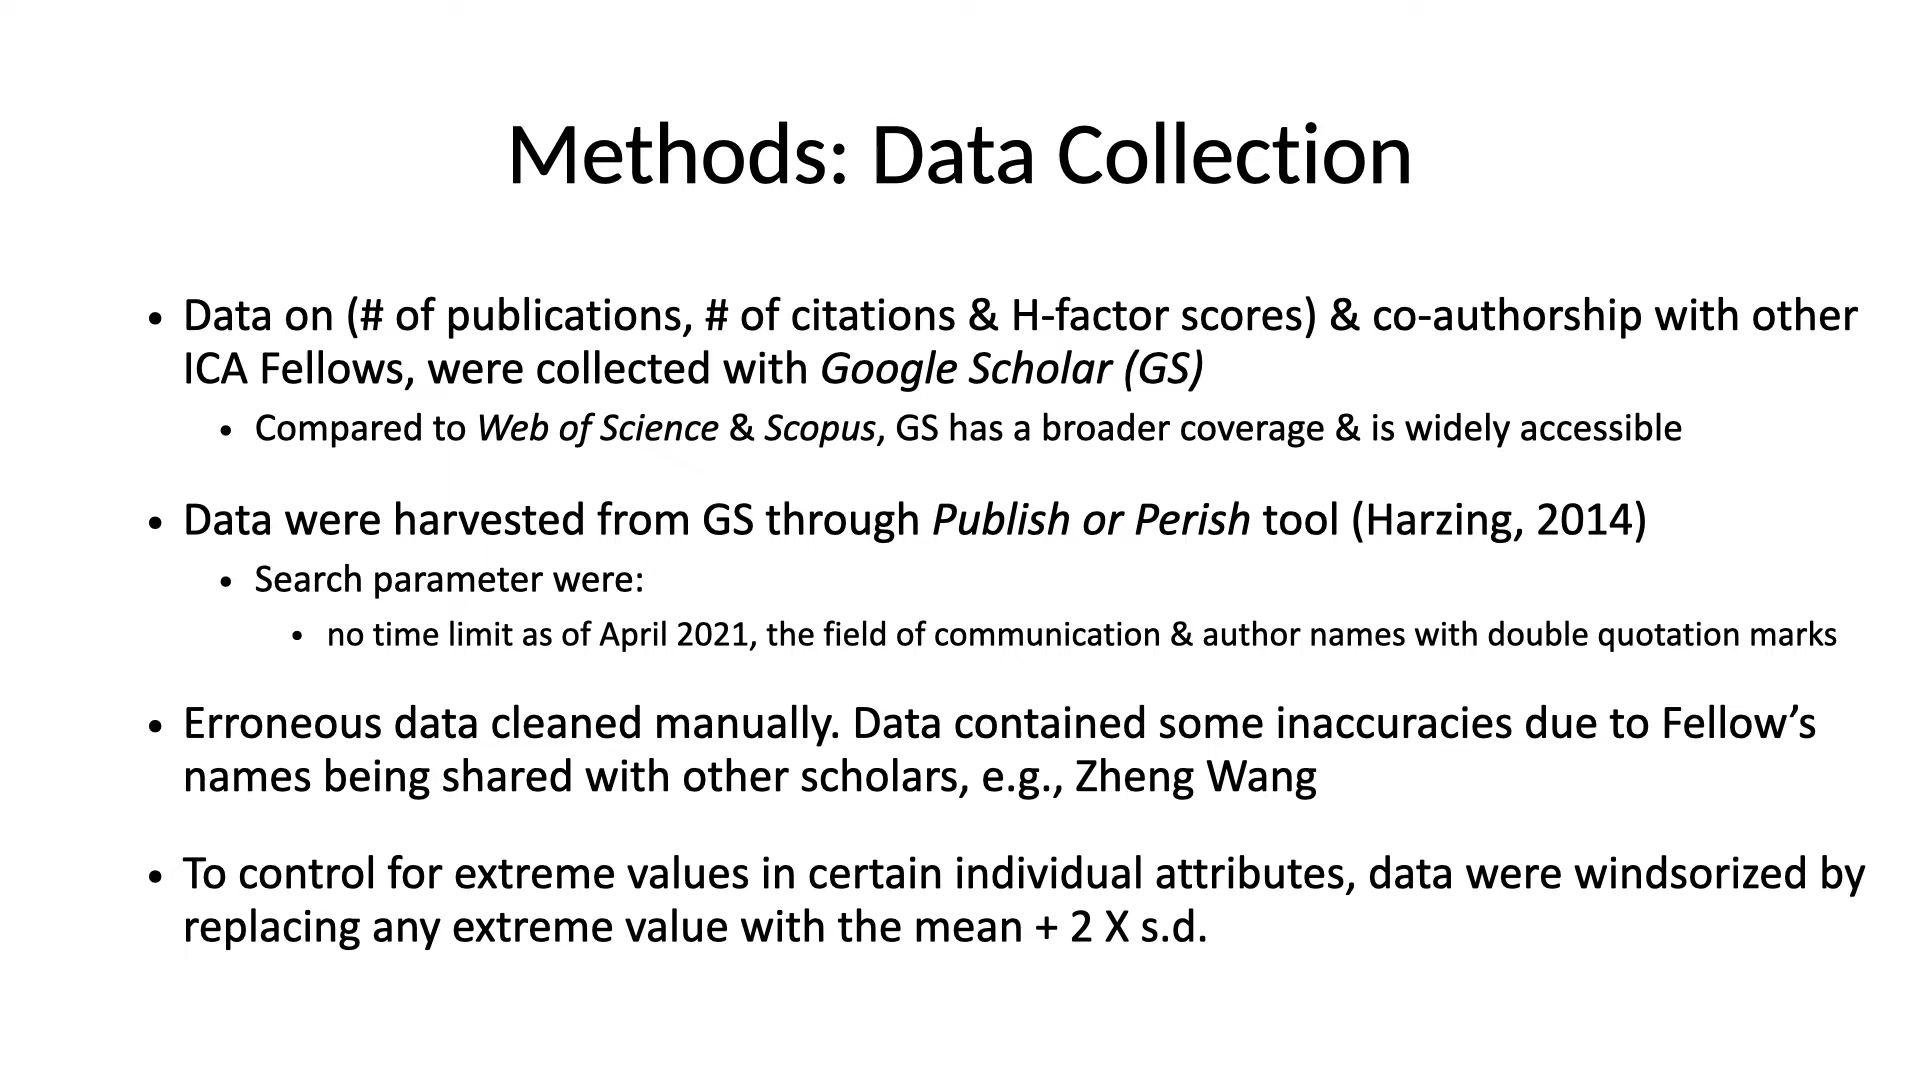 Methods: Data Collection
• Data on (# of publications, # of citations & H-factor scores) & co-authorship with other
ICA Fellows, were collected with Google Scholar (GS)
• Compared to Web of Science & Scopus, GS has a broader coverage & is widely accessible
• Data were harvested from GS through Publish or Perish tool (Harzing, 2014)
• Search parameter were:
• no time limit as of April 2021, the field of communication & author names with double quotation marks
• Erroneous data cleaned manually. Data contained some inaccuracies due to Fellow’s
names being shared with other scholars, e.g., Zheng Wang
• To control for extreme values in certain individual attributes, data were windsorized by
replacing any extreme value with the mean + 2 X s.d.